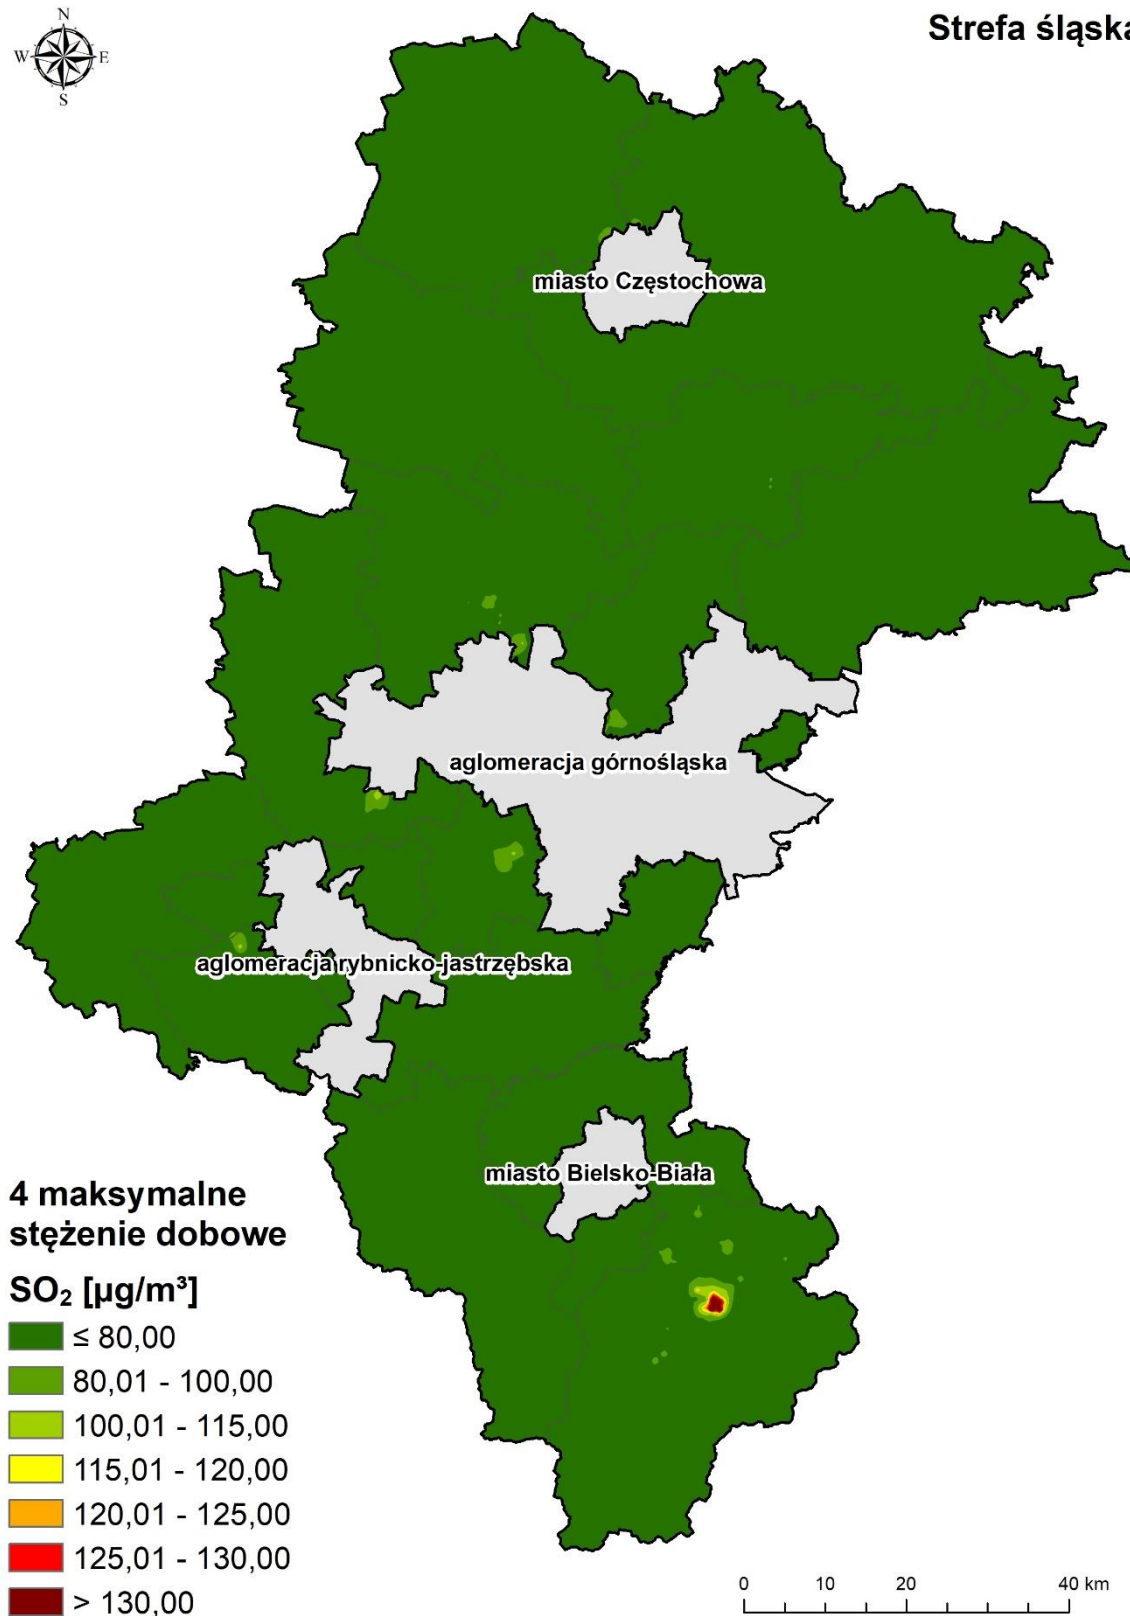 N
W E
S
Strefa śląska
miasto Częstochowa
aglomeracja górnośląska
aglomeracja rybnicko-jastrzębska
miasto Bielsko-Biała
4 maksymalne
stężenie dobowe
SO₂ [µg/m³]
≤ 80,00
80,01 - 100,00
100,01 - 115,00
115,01 - 120,00
120,01 - 125,00
125,01 - 130,00
> 130,00
0 10 20 40 km